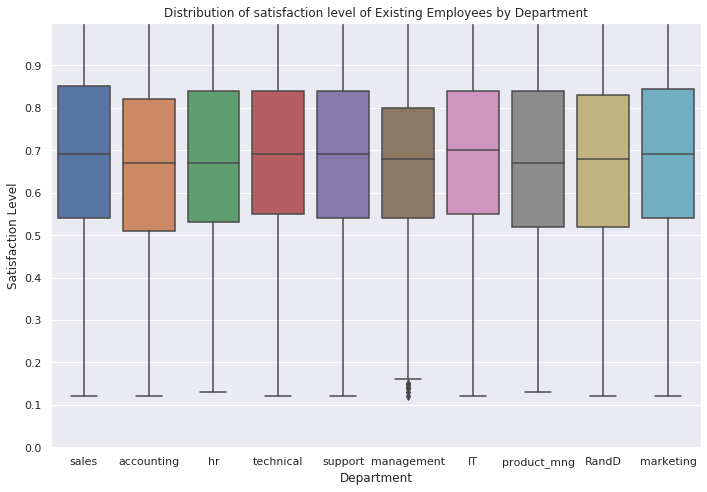 Distribution of satisfaction level of Existing Employees by Department
Satisfaction Level
0.9
0.8
0.7
0.6
0.5
0.4
0.3
0.2
0.1
0.0
sales accounting hr technical support management IT product_mng RandD marketing
Department